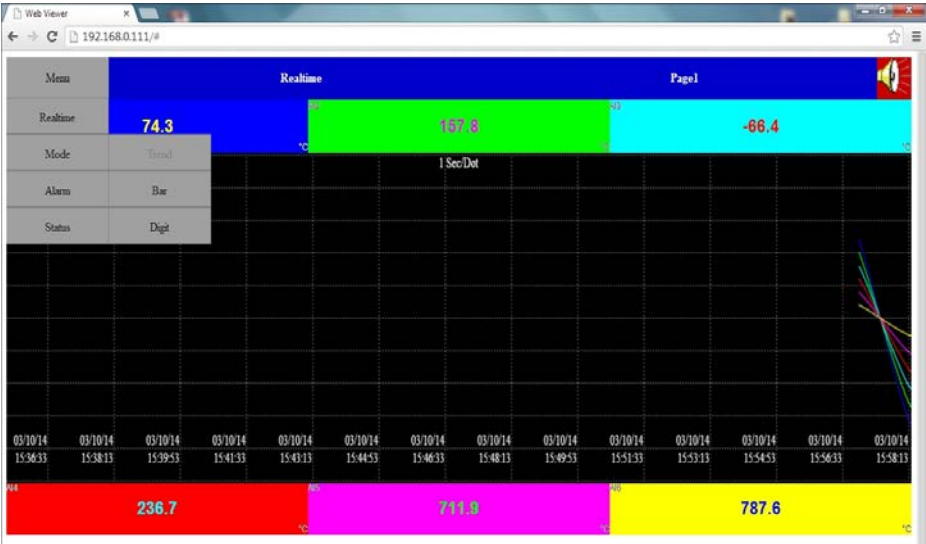 Web Viewer
192.168.0.111/#
Menu Realtime Page1
Realtime 74.3 °C 157.8 AI3 -66.4 °C
Mode Trend 1 Sec/Dot
Alarm Bar
Status Digit
03/10/14 03/10/14 03/10/14 03/10/14 03/10/14 03/10/14 03/10/14 03/10/14 03/10/14 03/10/14 03/10/14 03/10/14 03/10/14 03/10/14
15:36:33 15:38:13 15:39:53 15:41:33 15:43:13 15:44:53 15:46:33 15:48:13 15:49:53 15:51:33 15:53:13 15:54:53 15:56:33 15:58:13
AI4 236.7 °C AI5 711.9 °C AI6 787.6 °C